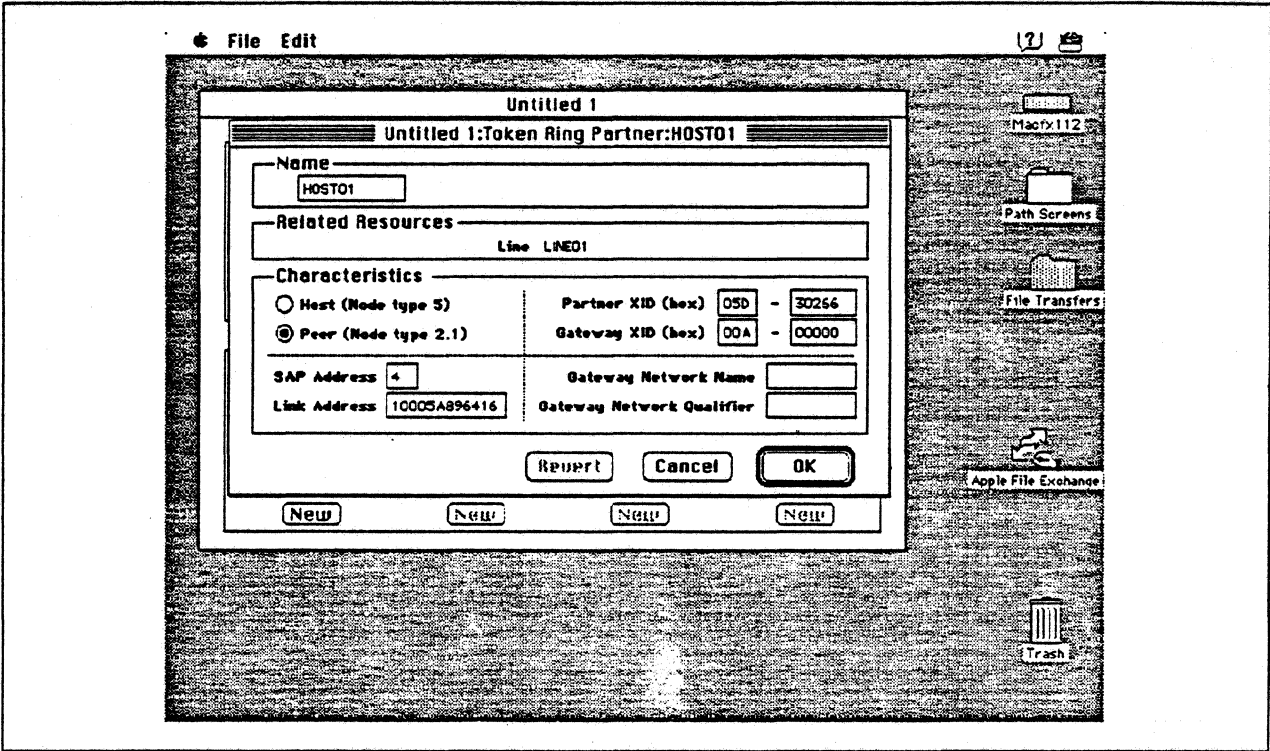 File Edit
Untitled 1
Untitled 1:Token Ring Partner:HOST01
Macfx112
Name
HOST01
Path Screens
Related Resources
Line LINE01
Characteristics
Host (Node type 5)
Partner XID (hex) 05D - 30266
File Transfers
Peer (Node type 2.1)
Gateway XID (hex) 00A - 00000
SAP Address 4
Gateway Network Name
Link Address 10005A896416
Gateway Network Qualifier
Revert Cancel OK
Apple File Exchange
New New New New
Trash